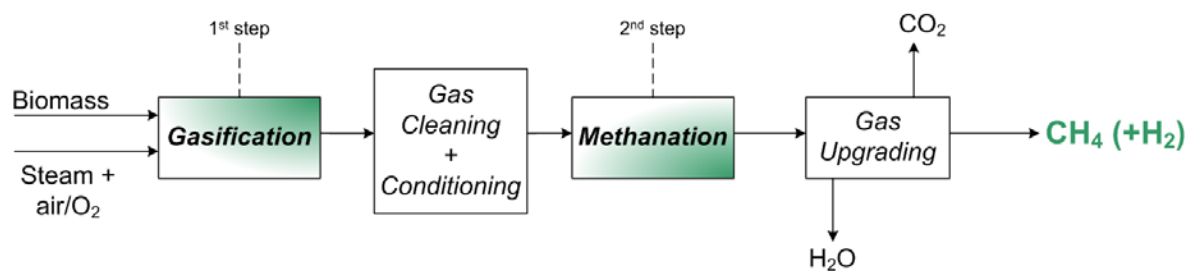 1st step
2nd step
CO₂
Biomass
Gasification
Gas
Cleaning
+
Conditioning
Methanation
Gas
Upgrading
CH₄ (+H₂)
Steam +
air/O₂
H₂O